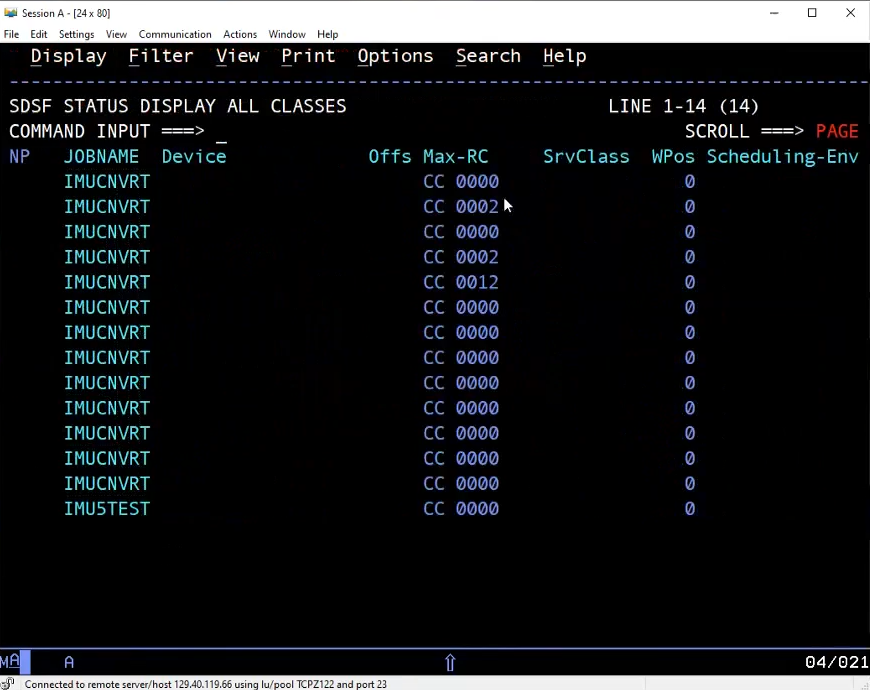 Session A - [24 x 80]
File Edit Settings View Communication Actions Window Help
Display Filter View Print Options Search Help
--------------------------------------------------------------------------------
SDSF STATUS DISPLAY ALL CLASSES LINE 1-14 (14)
COMMAND INPUT ===> _ SCROLL ===> PAGE
NP JOBNAME Device Offs Max-RC SrvClass WPos Scheduling-Env
IMUCNVRT CC 0000 0
IMUCNVRT CC 0002 0
IMUCNVRT CC 0000 0
IMUCNVRT CC 0002 0
IMUCNVRT CC 0012 0
IMUCNVRT CC 0000 0
IMUCNVRT CC 0000 0
IMUCNVRT CC 0000 0
IMUCNVRT CC 0000 0
IMUCNVRT CC 0000 0
IMUCNVRT CC 0000 0
IMUCNVRT CC 0000 0
IMUCNVRT CC 0000 0
IMU5TEST CC 0000 0
MA A 04/021
Connected to remote server/host 129.40.119.66 using lu/pool TCPZ122 and port 23